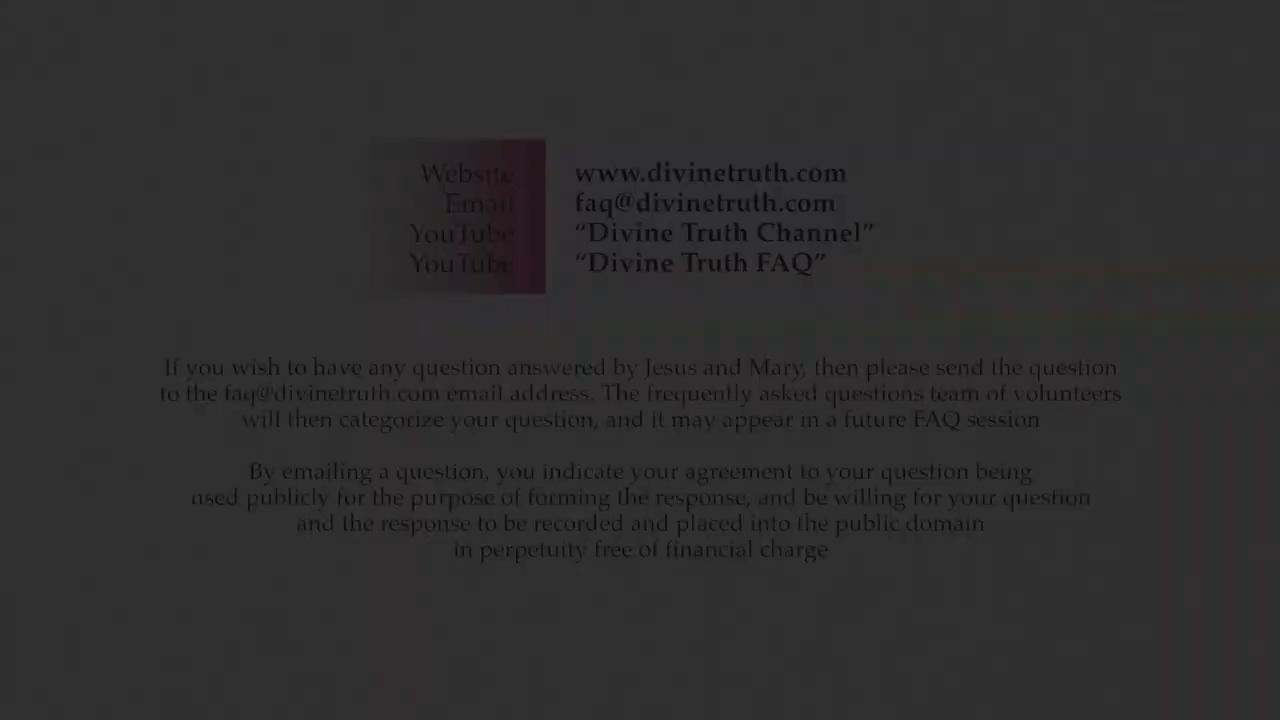 Website www.divinetruth.com
Email faq@divinetruth.com
YouTube “Divine Truth Channel”
YouTube “Divine Truth FAQ”
If you wish to have any question answered by Jesus and Mary, then please send the question
to the faq@divinetruth.com email address. The frequently asked questions team of volunteers
will then categorize your question, and it may appear in a future FAQ session
By emailing a question, you indicate your agreement to your question being
used publicly for the purpose of forming the response, and be willing for your question
and the response to be recorded and placed into the public domain
in perpetuity free of financial charge